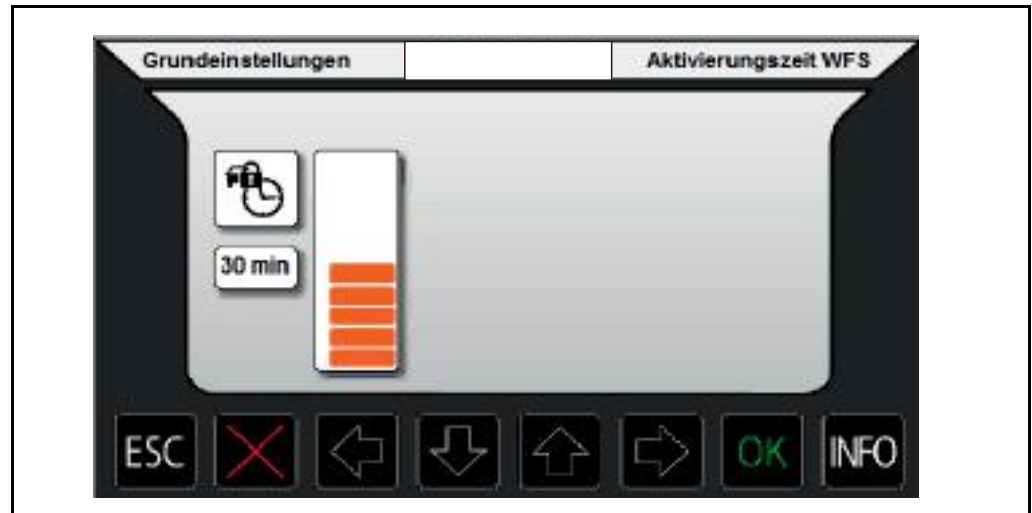 Grundeinstellungen
Aktivierungszeit WFS
30 min
ESC
OK
INFO